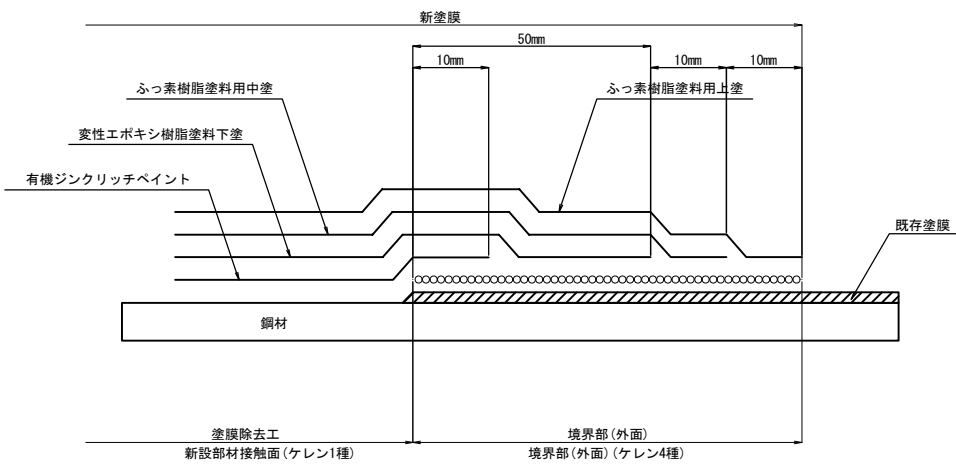 新塗膜
50mm
10mm
10mm
10mm
ふっ素樹脂塗料用中塗
ふっ素樹脂塗料用上塗
変性エポキシ樹脂塗料下塗
有機ジンクリッチペイント
既存塗膜
鋼材
塗膜除去工
境界部(外面)
新設部材接触面(ケレン1種)
境界部(外面)(ケレン4種)